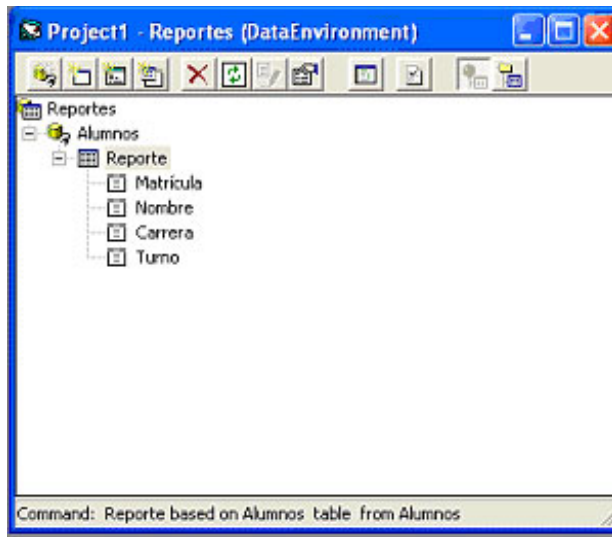 Project1 - Reportes (DataEnvironment)
Reportes
Alumnos
Reporte
Matrícula
Nombre
Carrera
Turno
Command: Reporte based on Alumnos table from Alumnos